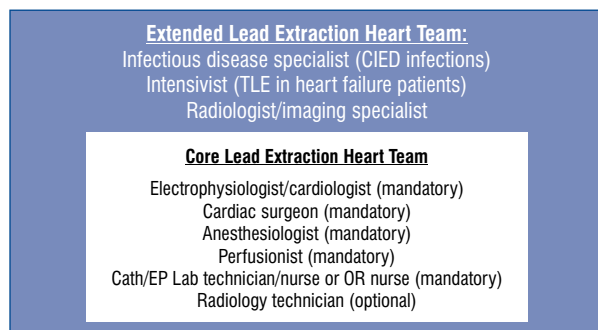 Extended Lead Extraction Heart Team:
Infectious disease specialist (CIED infections)
Intensivist (TLE in heart failure patients)
Radiologist/imaging specialist
Core Lead Extraction Heart Team
Electrophysiologist/cardiologist (mandatory)
Cardiac surgeon (mandatory)
Anesthesiologist (mandatory)
Perfusionist (mandatory)
Cath/EP Lab technician/nurse or OR nurse (mandatory)
Radiology technician (optional)